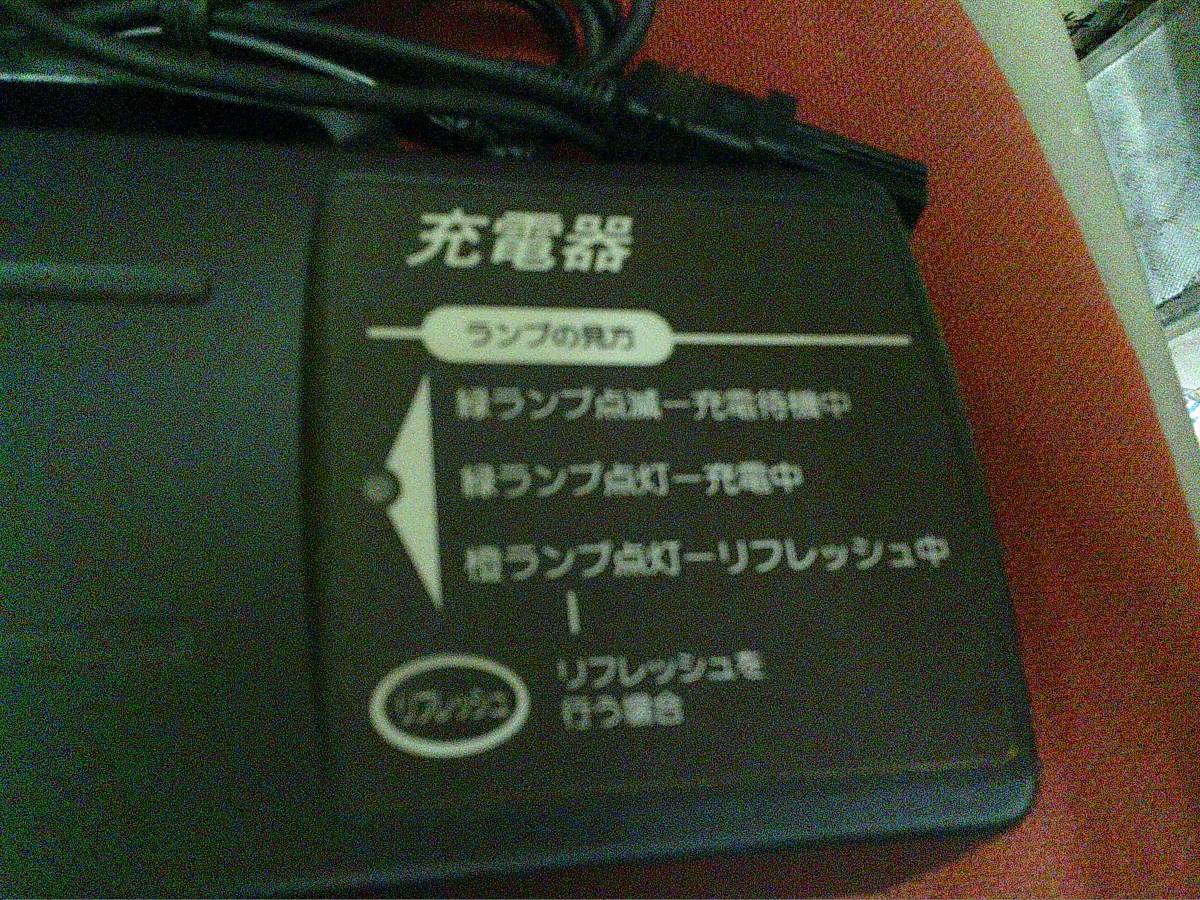 充電器
ランプの見方
緑ランプ点滅ー充電待機中
緑ランプ点灯ー充電中
橙ランプ点灯ーリフレッシュ中
リフレッシュ
リフレッシュを
行う場合